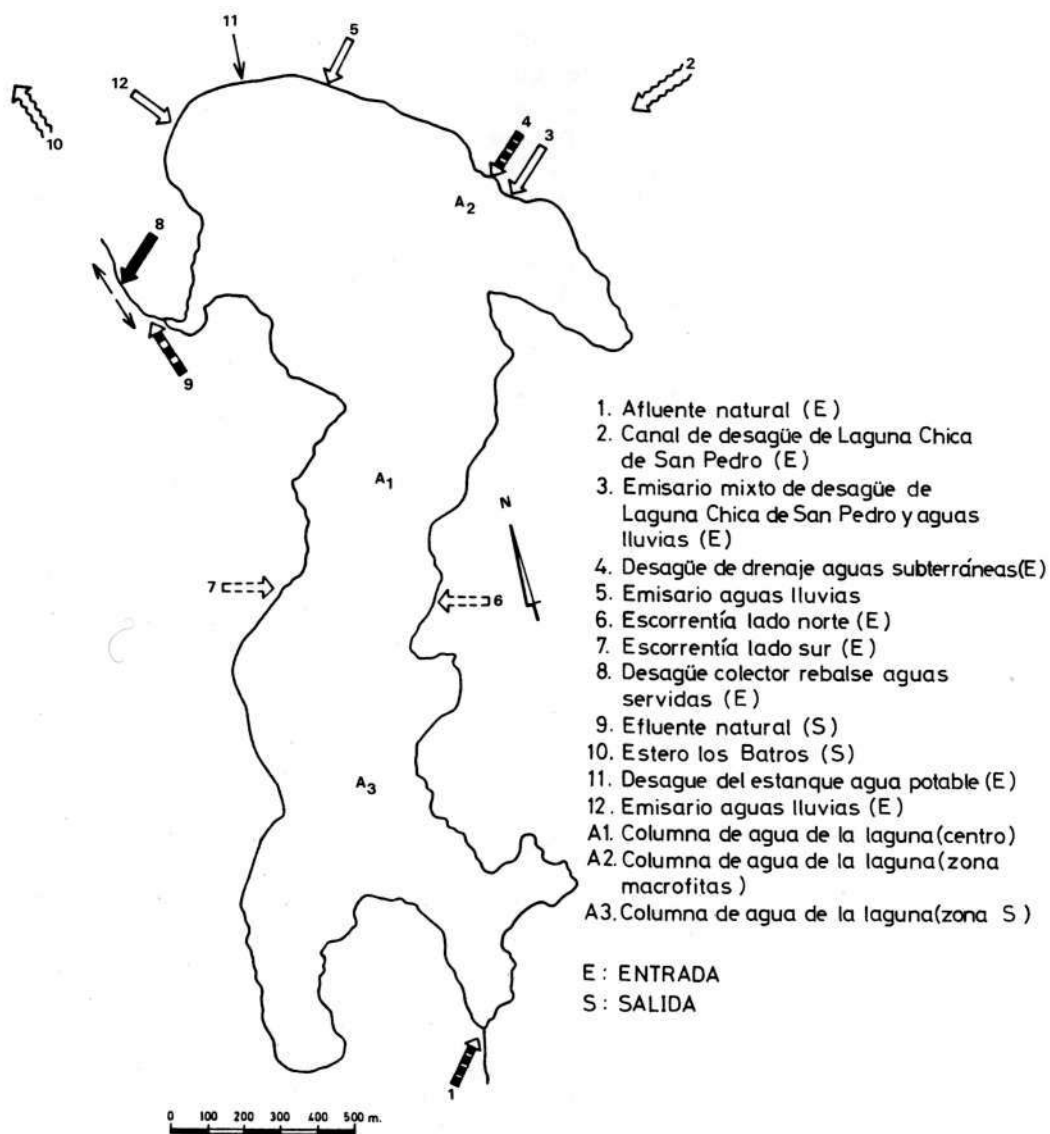 11
5
12
2
10
4
3
A2
8
9
1. Afluente natural (E)
2. Canal de desagüe de Laguna Chica
de San Pedro (E)
3. Emisario mixto de desagüe de
Laguna Chica de San Pedro y aguas
lluvias (E)
4. Desagüe de drenaje aguas subterráneas(E)
5. Emisario aguas lluvias
6. Escorrentía lado norte (E)
7. Escorrentía lado sur (E)
8. Desagüe colector rebalse aguas
servidas (E)
9. Efluente natural (S)
10. Estero los Batros (S)
11. Desague del estanque agua potable (E)
12. Emisario aguas lluvias (E)
A1. Columna de agua de la laguna(centro)
A2. Columna de agua de la laguna(zona
macrofitas)
A3. Columna de agua de la laguna(zona S)
E: ENTRADA
S: SALIDA
A1
N
7
6
A3
1
0 100 200 300 400 500 m.